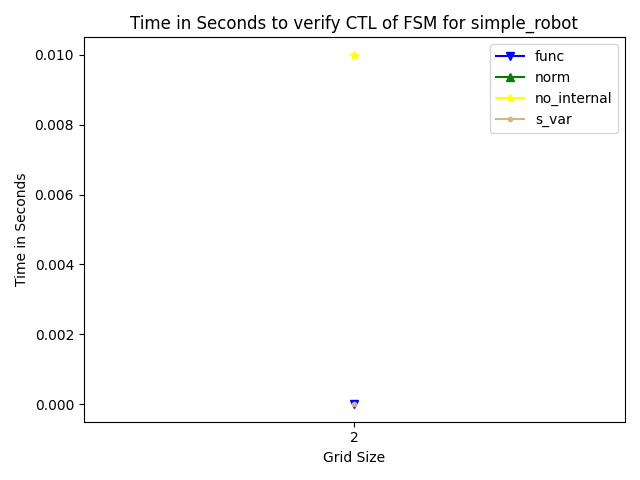 Time in Seconds to verify CTL of FSM for simple_robot
0.010
0.008
0.006
0.004
0.002
0.000
Time in Seconds
func
norm
no_internal
s_var
2
Grid Size